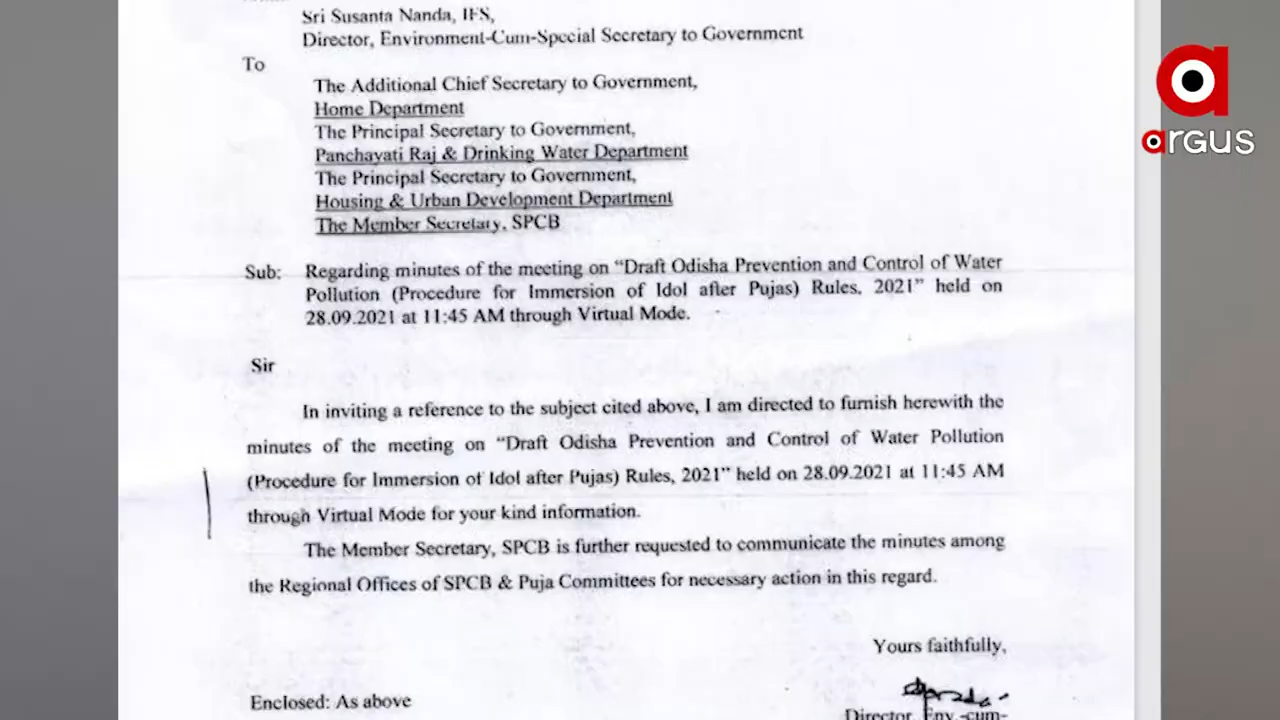 Sri Susanta Nanda, IFS,
Director, Environment-Cum-Special Secretary to Government
To
The Additional Chief Secretary to Government,
Home Department
The Principal Secretary to Government,
Panchayati Raj & Drinking Water Department
The Principal Secretary to Government,
Housing & Urban Development Department
The Member Secretary, SPCB
Sub: Regarding minutes of the meeting on “Draft Odisha Prevention and Control of Water
Pollution (Procedure for Immersion of Idol after Pujas) Rules, 2021” held on
28.09.2021 at 11:45 AM through Virtual Mode.
Sir
In inviting a reference to the subject cited above, I am directed to furnish herewith the
minutes of the meeting on “Draft Odisha Prevention and Control of Water Pollution
(Procedure for Immersion of Idol after Pujas) Rules, 2021” held on 28.09.2021 at 11:45 AM
through Virtual Mode for your kind information.
The Member Secretary, SPCB is further requested to communicate the minutes among
the Regional Offices of SPCB & Puja Committees for necessary action in this regard.
Yours faithfully,
Enclosed: As above
Director, Env.-cum-
a
argus